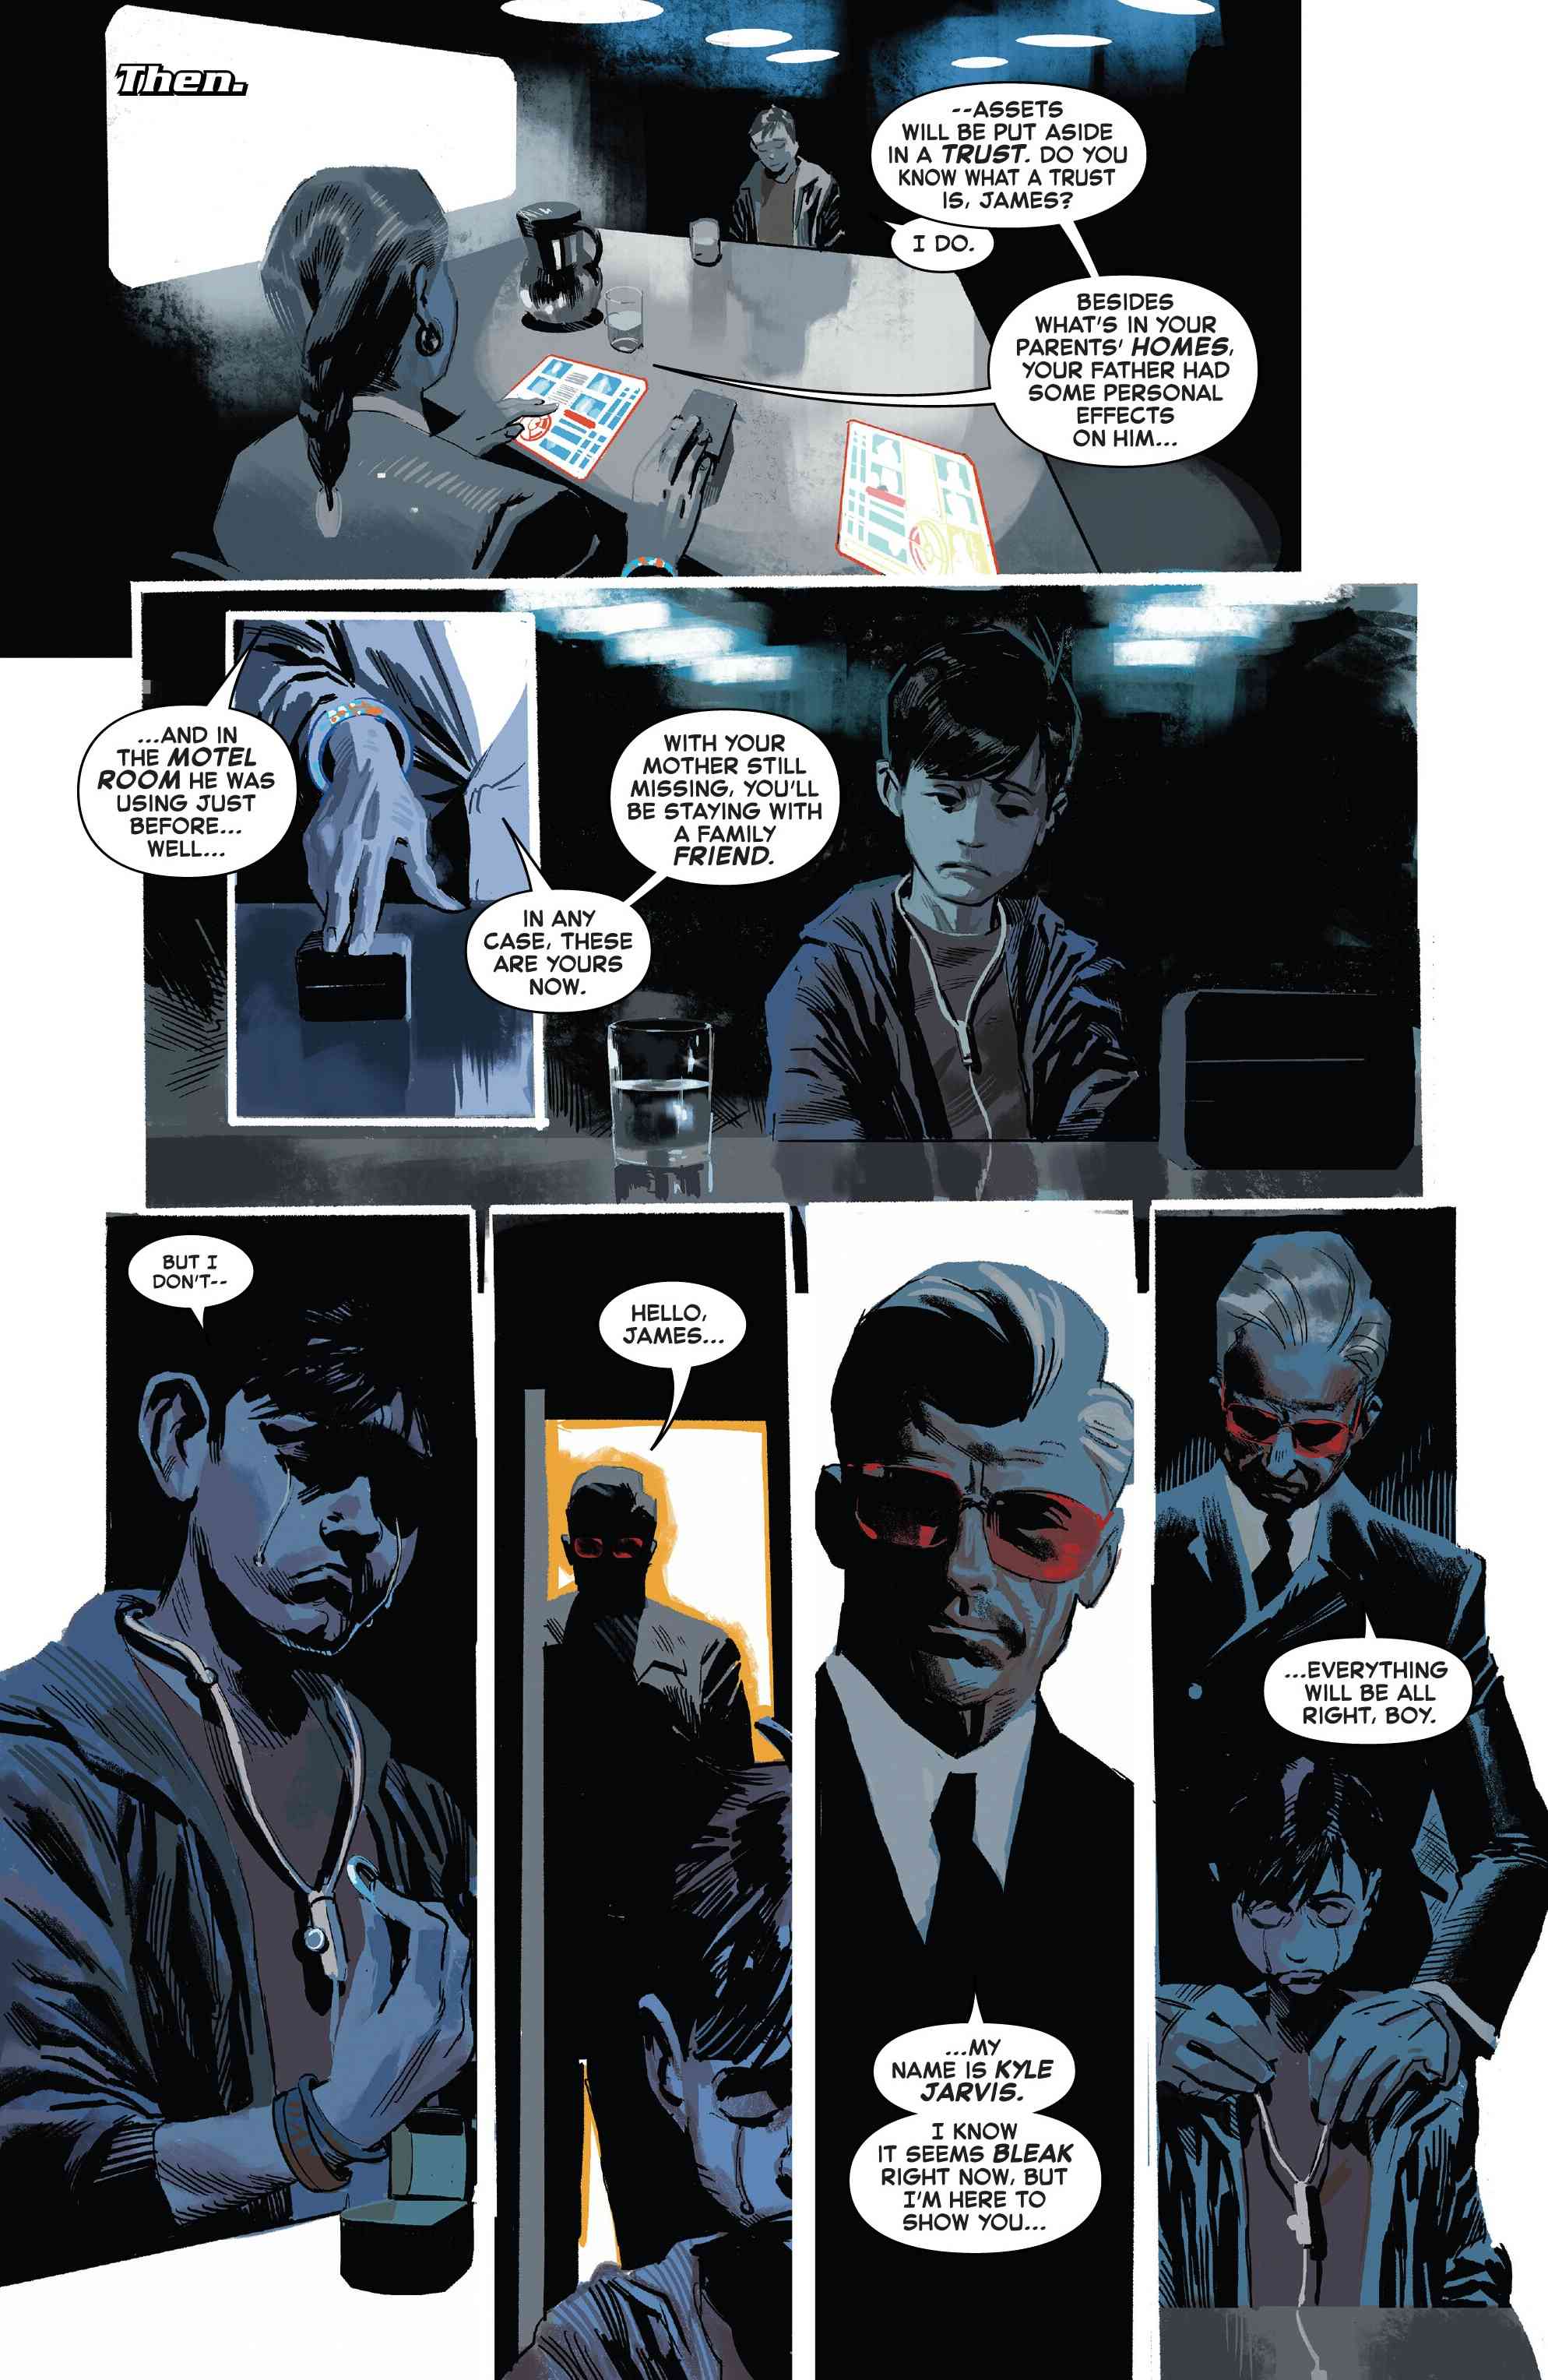 Then.
--ASSETS
WILL BE PUT ASIDE
IN A TRUST. DO YOU
KNOW WHAT A TRUST
IS, JAMES?
I DO.
BESIDES
WHAT'S IN YOUR
PARENTS' HOMES,
YOUR FATHER HAD
SOME PERSONAL
EFFECTS
ON HIM...
...AND IN
THE MOTEL
ROOM HE WAS
USING JUST
BEFORE...
WELL...
IN ANY
CASE, THESE
ARE YOURS
NOW.
WITH YOUR
MOTHER STILL
MISSING, YOU'LL
BE STAYING WITH
A FAMILY
FRIEND.
BUT I
DON'T--
HELLO,
JAMES...
...MY
NAME IS KYLE
JARVIS.
I KNOW
IT SEEMS BLEAK
RIGHT NOW, BUT
I'M HERE TO
SHOW YOU...
...EVERYTHING
WILL BE ALL
RIGHT, BOY.